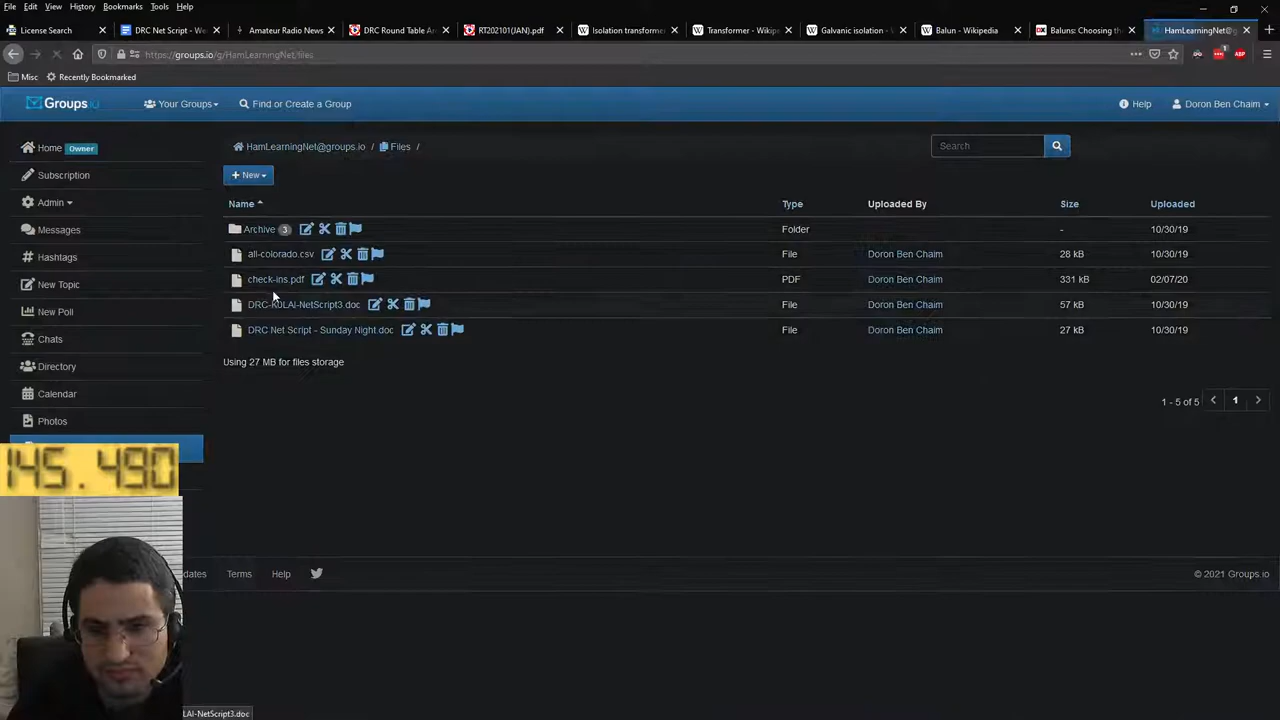 File Edit View History Bookmarks Tools Help
License Search
DRC Net Script - W
Amateur Radio News
DRC Round Table An
RT202101(JAN).pdf
Isolation transforme
Transformer - Wikipe
Galvanic isolation - W
Balun - Wikipedia
Baluns: Choosing the
HamLearningNet@g
https://groups.io/g/HamLearningNet/files
Misc Recently Bookmarked
Groups.io Your Groups Find or Create a Group Help Doron Ben Chaim
Home Owner
Subscription
Admin
Messages
Hashtags
New Topic
New Poll
Chats
Directory
Calendar
Photos
HamLearningNet@groups.io / Files /
Search
+ New
Name Type Uploaded By Size Uploaded
Archive 3 Folder - 10/30/19
all-colorado.csv File Doron Ben Chaim 28 kB 10/30/19
check-ins.pdf PDF Doron Ben Chaim 331 kB 02/07/20
DRC-K0LAI-NetScript3.doc File Doron Ben Chaim 57 kB 10/30/19
DRC Net Script - Sunday Night.doc File Doron Ben Chaim 27 kB 10/30/19
Using 27 MB for files storage
1 - 5 of 5 1
145.490
dates Terms Help
© 2021 Groups.io
LAI-NetScript3.doc